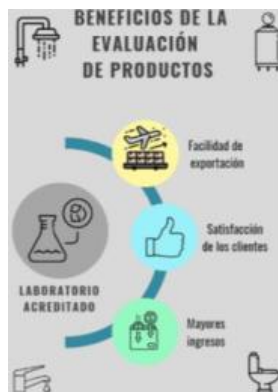 BENEFICIOS DE LA
EVALUACIÓN
DE PRODUCTOS
Facilidad de
exportación
Satisfacción
de los clientes
LABORATORIO
ACREDITADO
Mayores
ingresos